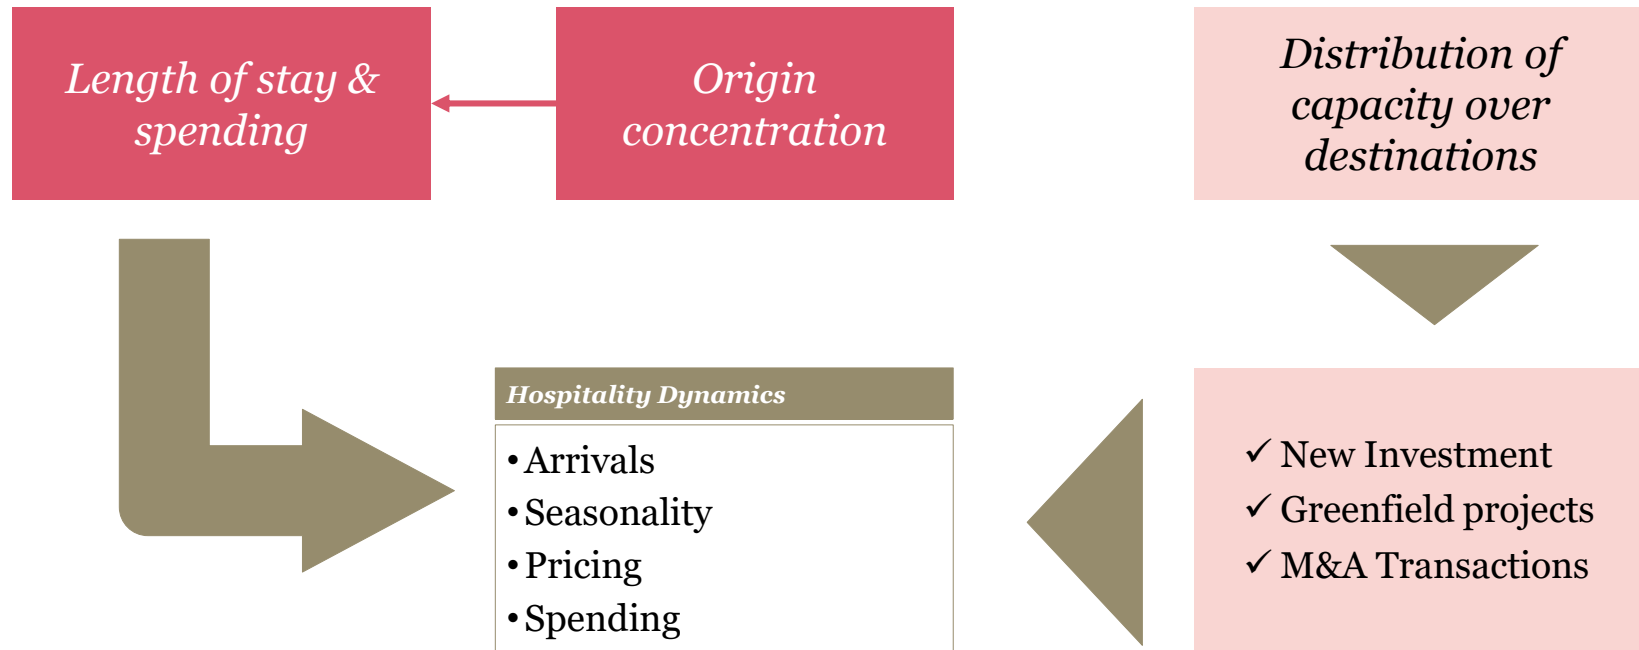 Length of stay &
spending
Origin
concentration
Distribution of
capacity over
destinations
Hospitality Dynamics
•Arrivals
•Seasonality
•Pricing
•Spending
✓ New Investment
✓ Greenfield projects
✓ M&A Transactions